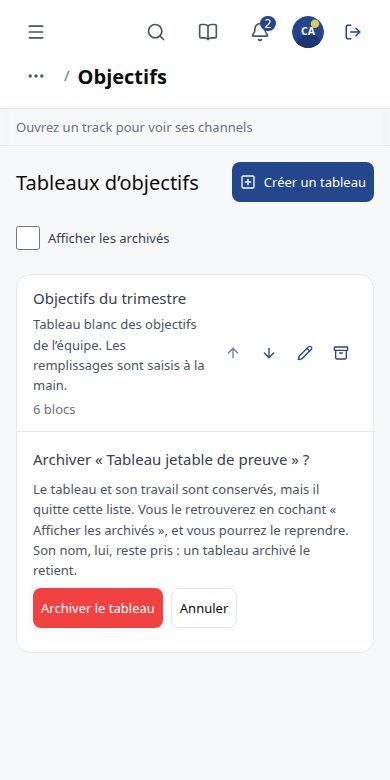 2
CA
/ Objectifs
Ouvrez un track pour voir ses channels
Tableaux d’objectifs
Créer un tableau
Afficher les archivés
Objectifs du trimestre
Tableau blanc des objectifs
de l’équipe. Les
remplissages sont saisis à la
main.
6 blocs
Archiver « Tableau jetable de preuve » ?
Le tableau et son travail sont conservés, mais il
quitte cette liste. Vous le retrouverez en cochant «
Afficher les archivés », et vous pourrez le reprendre.
Son nom, lui, reste pris : un tableau archivé le
retient.
Archiver le tableau
Annuler